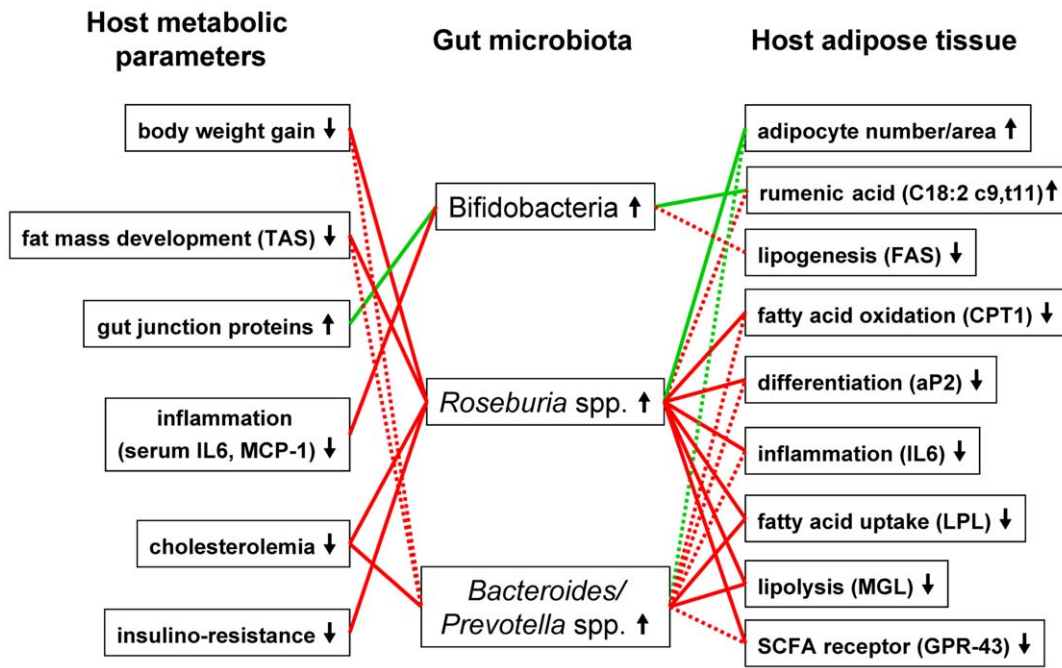 Host metabolic
parameters
Gut microbiota
Host adipose tissue
body weight gain ↓
fat mass development (TAS) ↓
gut junction proteins ↑
inflammation
(serum IL6, MCP-1) ↓
cholesterolemia ↓
insulino-resistance ↓
Bifidobacteria ↑
Roseburia spp. ↑
Bacteroides/
Prevotella spp. ↑
adipocyte number/area ↑
rumenic acid (C18:2 c9,t11) ↑
lipogenesis (FAS) ↓
fatty acid oxidation (CPT1) ↓
differentiation (aP2) ↓
inflammation (IL6) ↓
fatty acid uptake (LPL) ↓
lipolysis (MGL) ↓
SCFA receptor (GPR-43) ↓